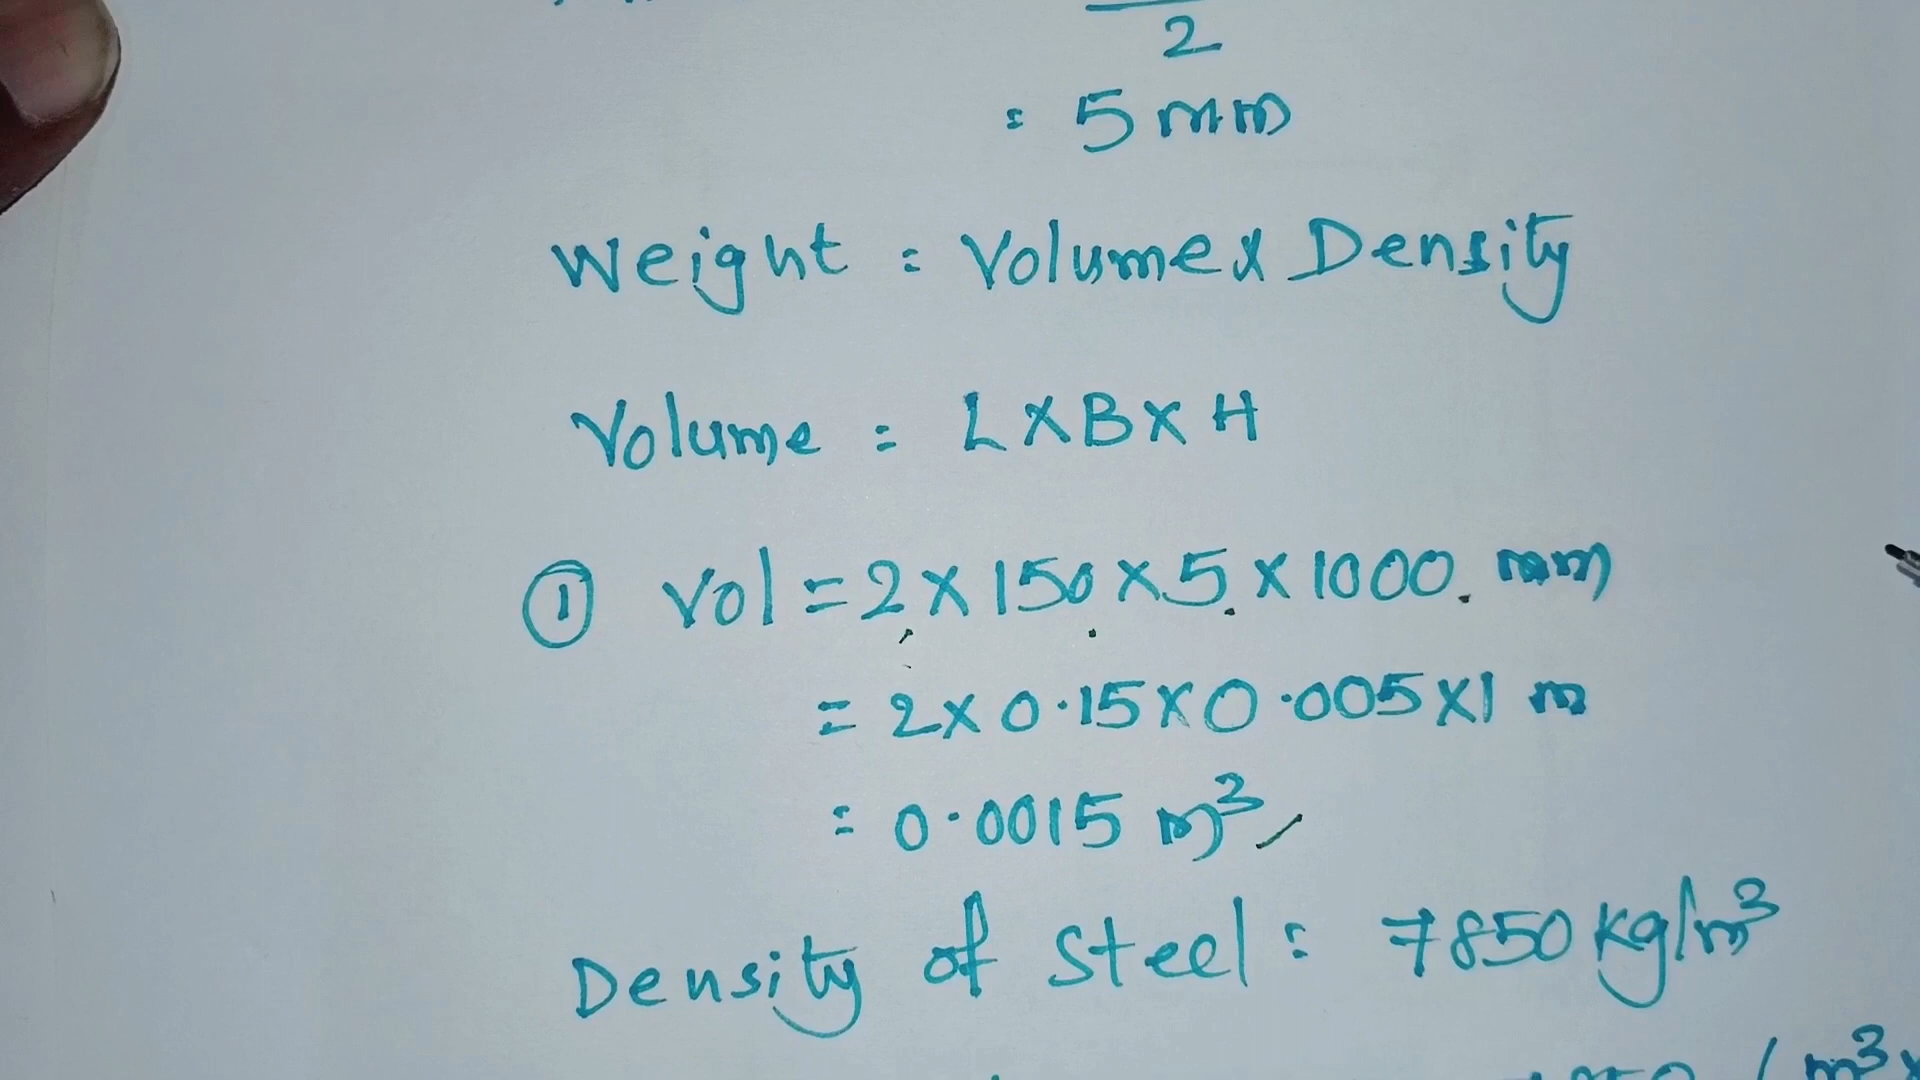 2
= 5 mm
Weight = Volume x Density
Volume = L X B X H
① Vol = 2 X 150 X 5 X 1000 mm
= 2 X 0.15 X 0.005 X 1 m
= 0.0015 m³
Density of steel = 7850 kg/m³